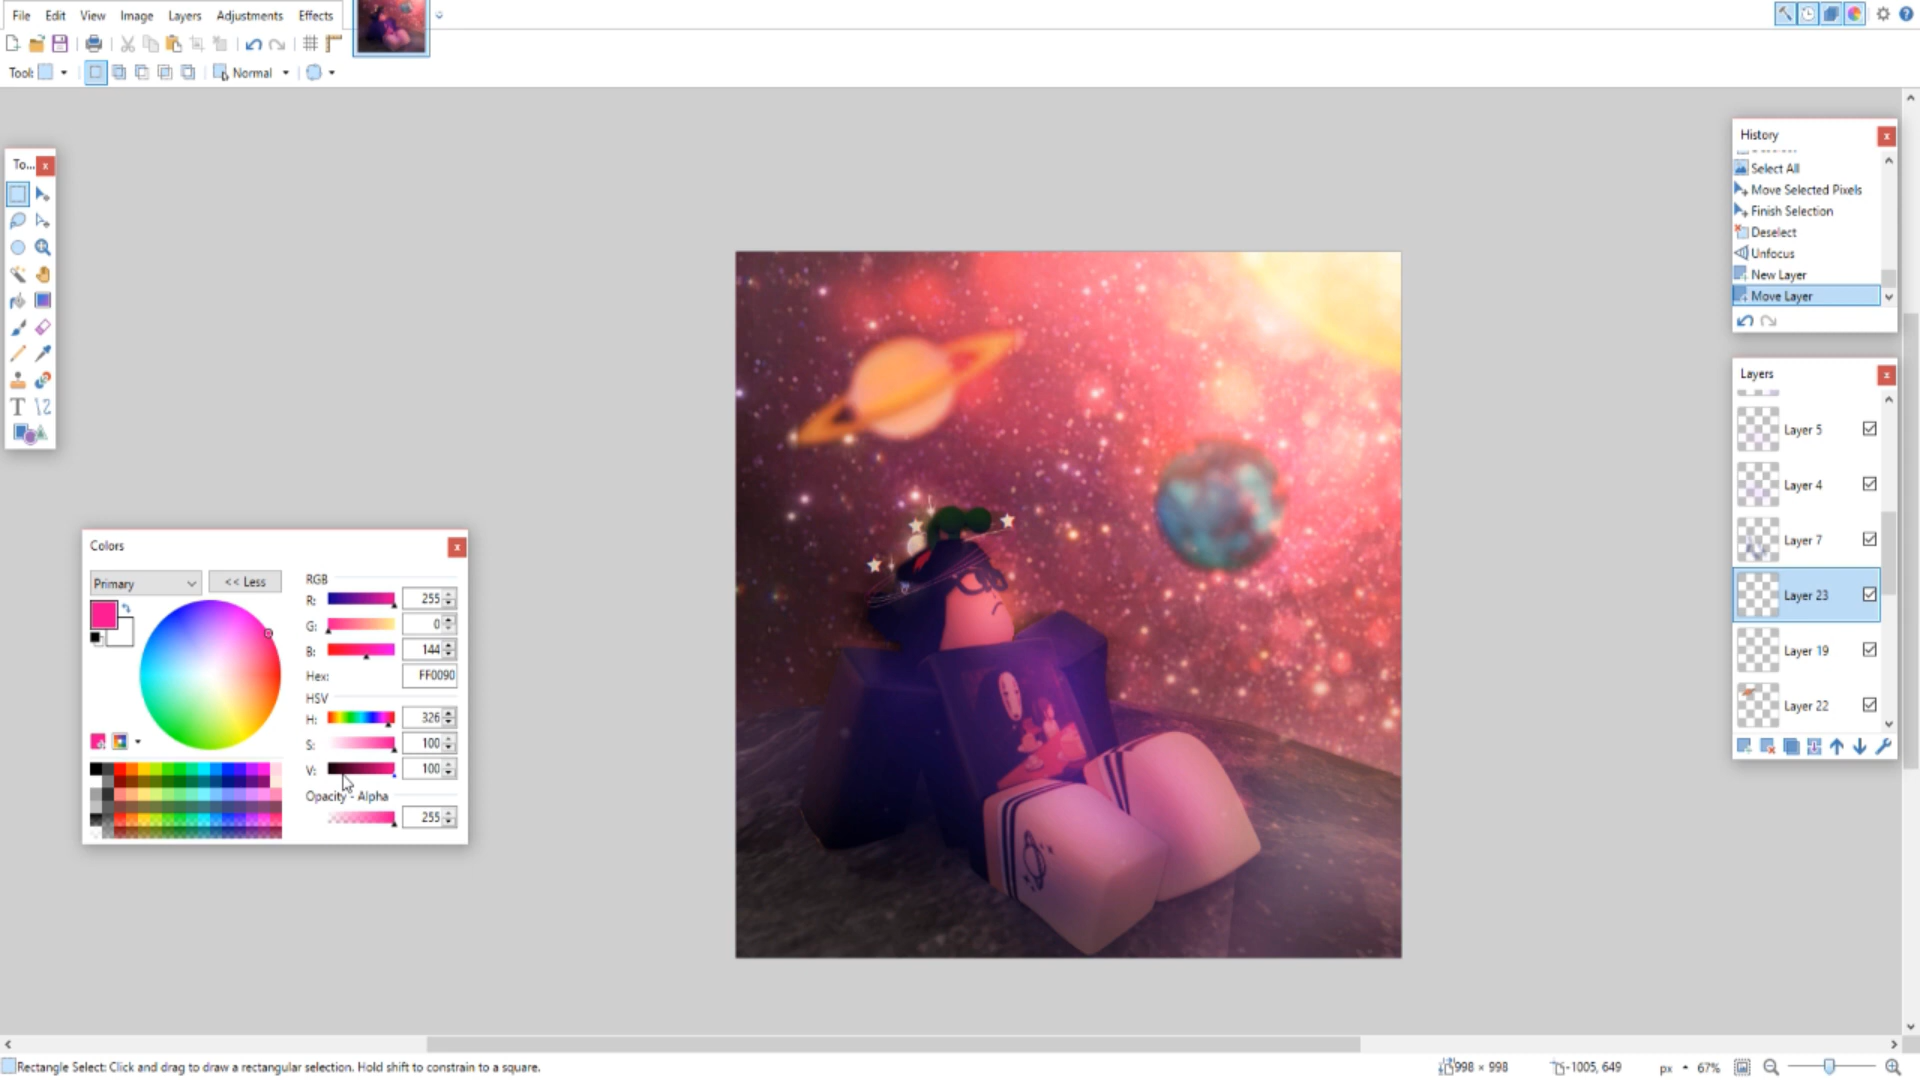 File Edit View Image Layers Adjustments Effects
Tool: Normal
To...
Colors
Primary << Less
RGB
R: 255
G: 0
B: 144
Hex: FF0090
HSV
H: 326
S: 100
V: 100
Opacity - Alpha
255
History
Select All
Move Selected Pixels
Finish Selection
Deselect
Unfocus
New Layer
Move Layer
Layers
Layer 5
Layer 4
Layer 7
Layer 23
Layer 19
Layer 22
Rectangle Select: Click and drag to draw a rectangular selection. Hold shift to constrain to a square.
998 × 998 -1005, 649 px 67%